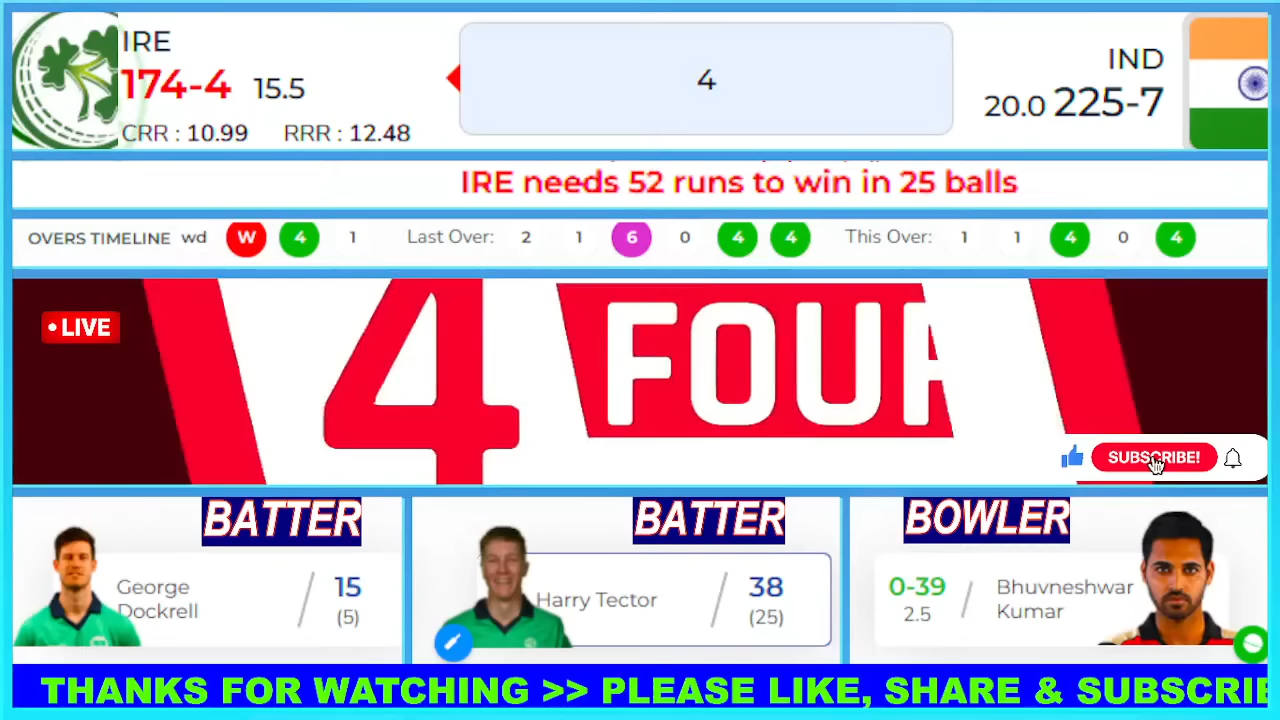 IRE
174-4 15.5
CRR : 10.99 RRR : 12.48
4
IND
20.0 225-7
IRE needs 52 runs to win in 25 balls
OVERS TIMELINE wd W 4 1 Last Over: 2 1 6 0 4 4 This Over: 1 1 4 0 4
• LIVE
4 FOUR
SUBSCRIBE!
BATTER
George Dockrell
15
(5)
BATTER
Harry Tector
38
(25)
BOWLER
0-39
2.5
Bhuvneshwar
Kumar
THANKS FOR WATCHING >> PLEASE LIKE, SHARE & SUBSCRIBE